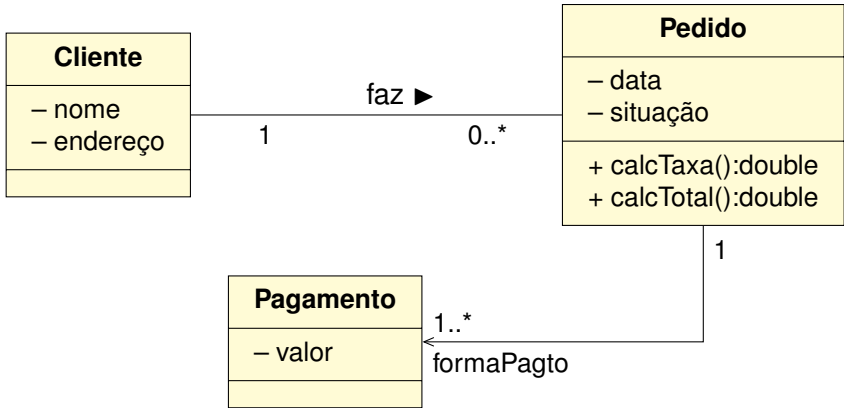 Cliente
– nome
– endereço
faz ►
1
0..*
Pedido
– data
– situação
+ calcTaxa():double
+ calcTotal():double
1
Pagamento
– valor
1..*
formaPagto